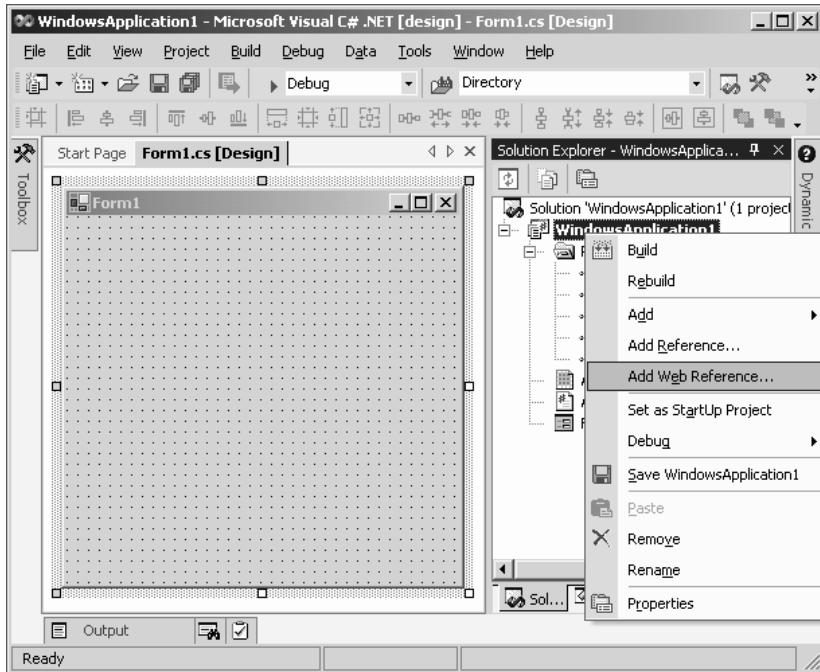 WindowsApplication1 - Microsoft Visual C# .NET [design] - Form1.cs [Design]
File Edit View Project Build Debug Data Tools Window Help
Debug Directory
Start Page Form1.cs [Design]
Solution Explorer - WindowsApplica...
Toolbox
Dynamic
Form1
Solution 'WindowsApplication1' (1 project
WindowsApplication1
Build
Rebuild
Add
Add Reference...
Add Web Reference...
Set as StartUp Project
Debug
Save WindowsApplication1
Paste
Remove
Rename
Properties
Sol...
Output
Ready